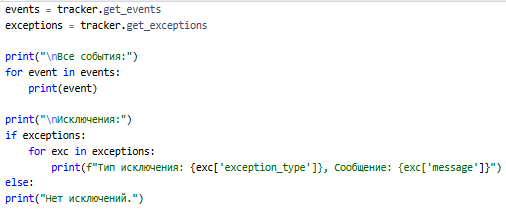 events = tracker.get_events
exceptions = tracker.get_exceptions

print("\nВсе события:")
for event in events:
    print(event)

print("\nИсключения:")
if exceptions:
    for exc in exceptions:
        print(f"Тип исключения: {exc['exception_type']}, Сообщение: {exc['message']}")
else:
print("Нет исключений.")